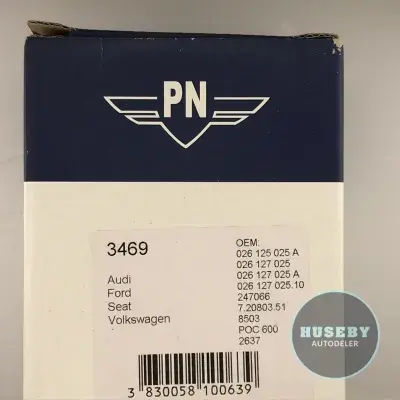 PN
3469
Audi
Ford
Seat
Volkswagen
OEM:
026 125 025 A
026 127 025
026 127 025 A
026 127 025.10
247066
7.20803.51
8503
POC 600
2637
3 830058 100639
HUSEBY
AUTODELER